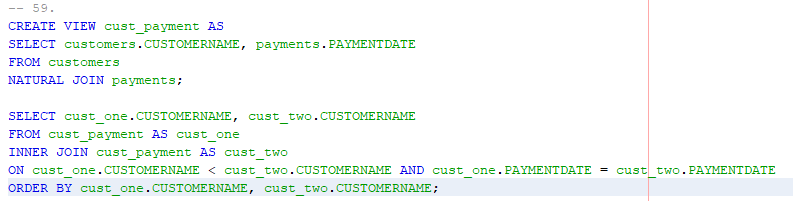 -- 59.
CREATE VIEW cust_payment AS
SELECT customers.CUSTOMERNAME, payments.PAYMENTDATE
FROM customers
NATURAL JOIN payments;

SELECT cust_one.CUSTOMERNAME, cust_two.CUSTOMERNAME
FROM cust_payment AS cust_one
INNER JOIN cust_payment AS cust_two
ON cust_one.CUSTOMERNAME < cust_two.CUSTOMERNAME AND cust_one.PAYMENTDATE = cust_two.PAYMENTDATE
ORDER BY cust_one.CUSTOMERNAME, cust_two.CUSTOMERNAME;